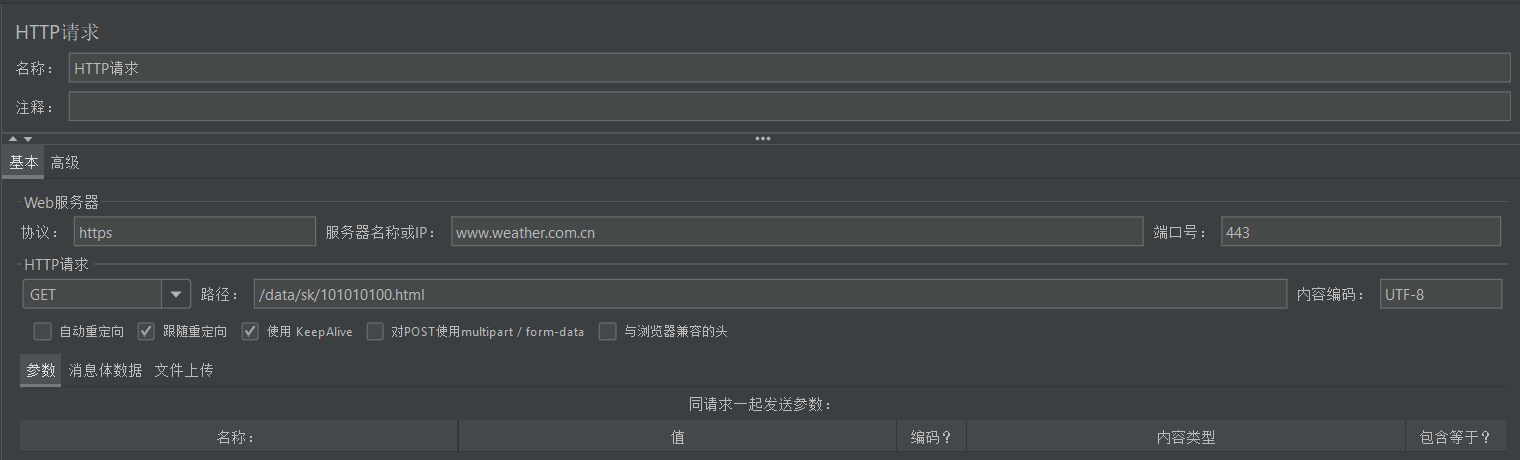 HTTP请求
名称： HTTP请求
注释：
基本 高级
Web服务器
协议： https 服务器名称或IP： www.weather.com.cn 端口号： 443
HTTP请求
GET 路径： /data/sk/101010100.html 内容编码： UTF-8
自动重定向 跟随重定向 使用 KeepAlive 对POST使用multipart / form-data 与浏览器兼容的头
参数 消息体数据 文件上传
同请求一起发送参数：
名称： 值 编码？ 内容类型 包含等于？